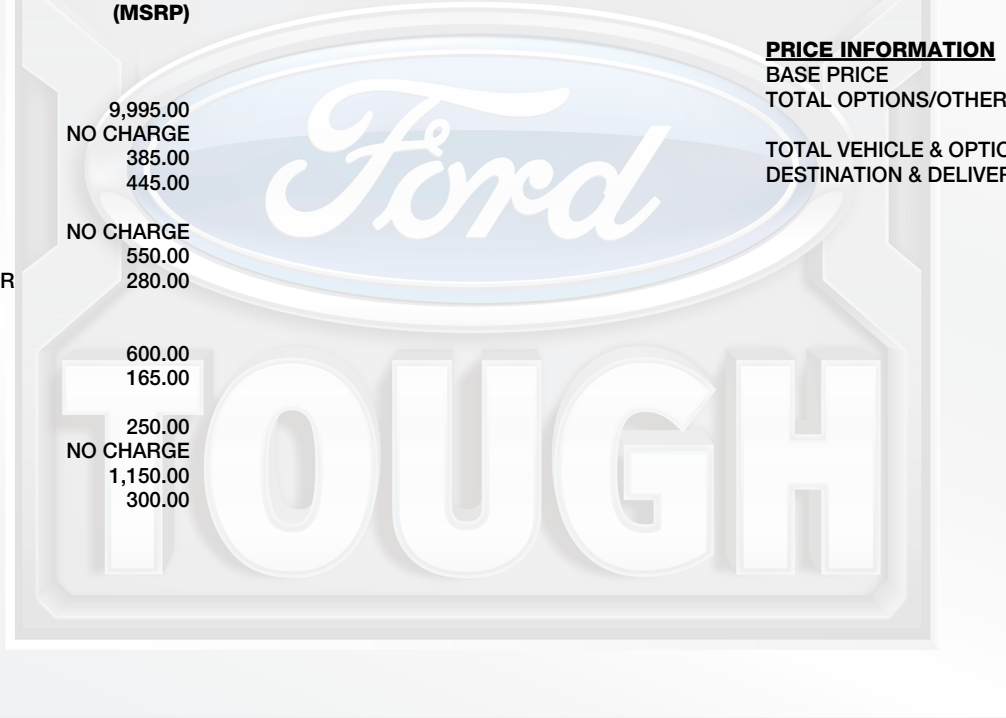 (MSRP)
9,995.00
NO CHARGE
385.00
445.00
NO CHARGE
550.00
R 280.00
600.00
165.00
250.00
NO CHARGE
1,150.00
300.00
PRICE INFORMATION
BASE PRICE
TOTAL OPTIONS/OTHER
TOTAL VEHICLE & OPTIO
DESTINATION & DELIVER
Ford
TOUGH